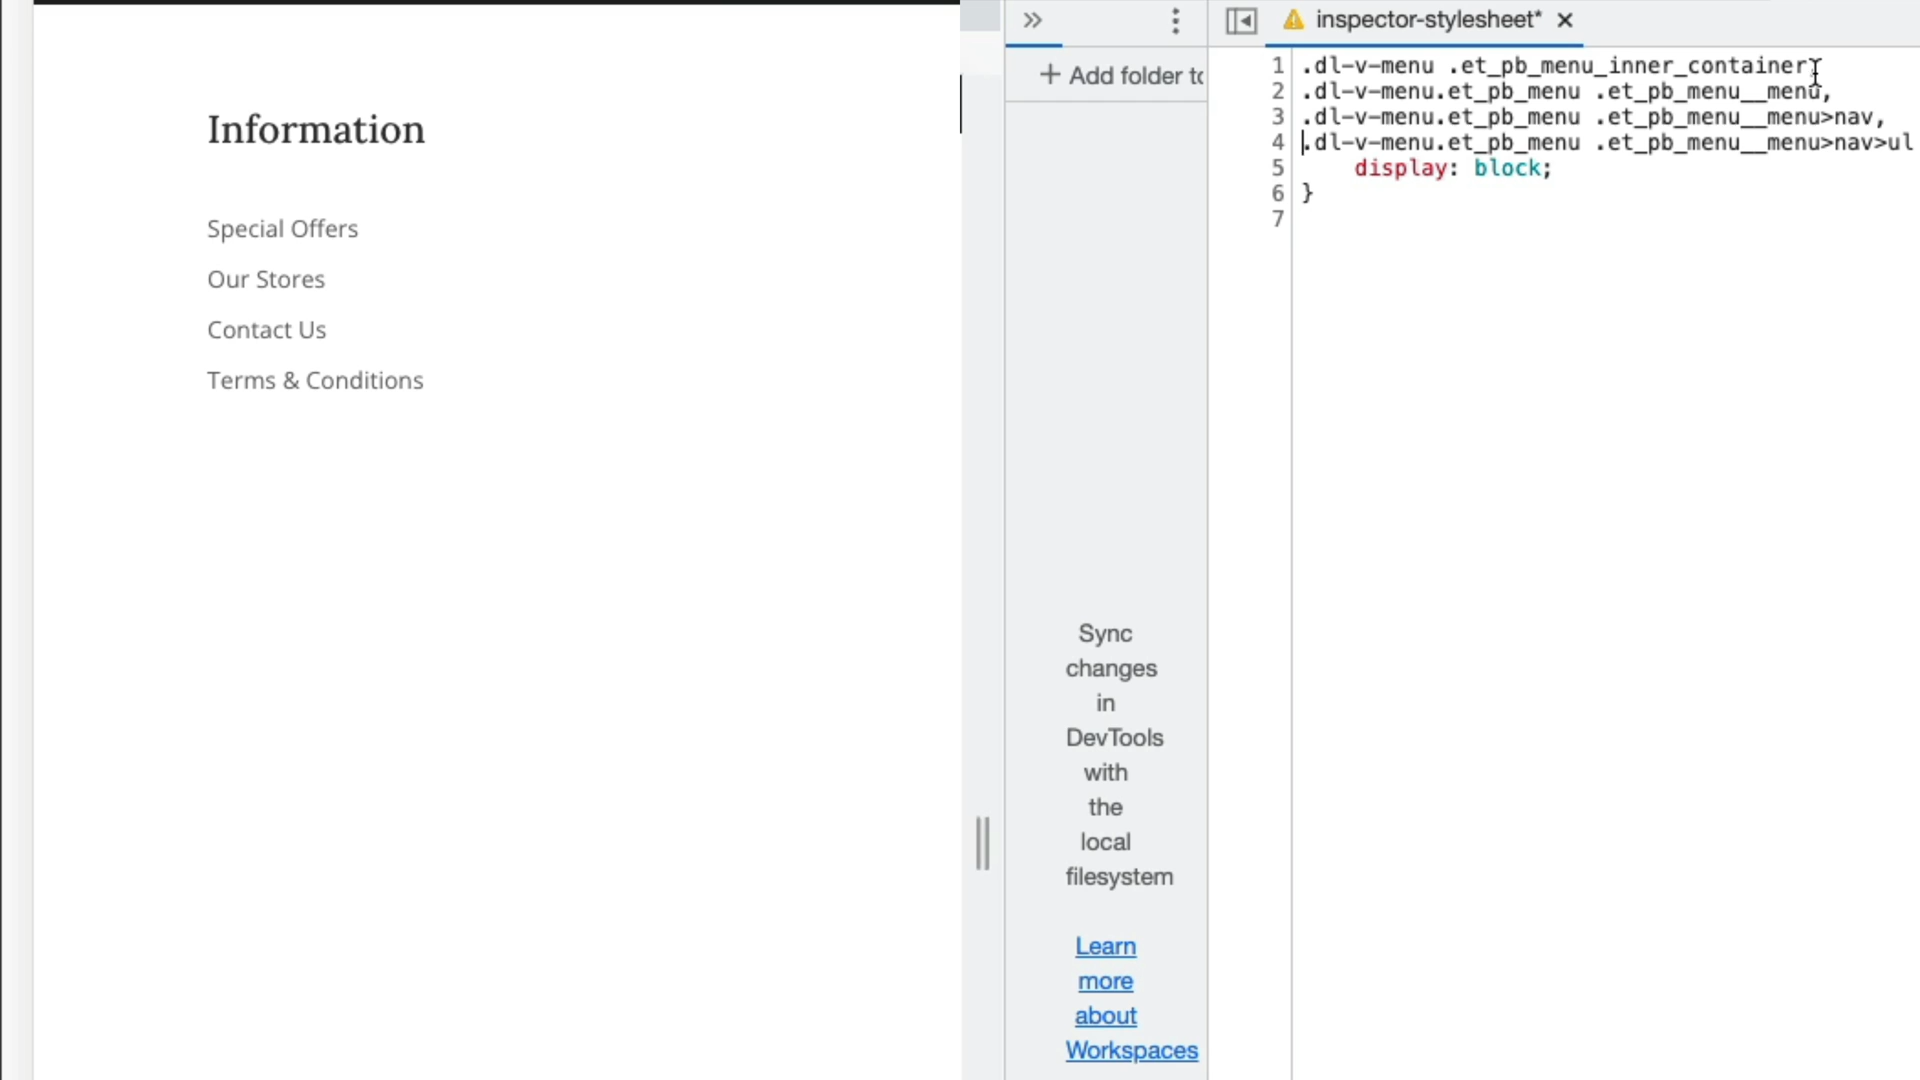 Information
Special Offers
Our Stores
Contact Us
Terms & Conditions
»
+ Add folder to
Sync
changes
in
DevTools
with
the
local
filesystem
Learn
more
about
Workspaces
inspector-stylesheet* ×
1 .dl-v-menu .et_pb_menu_inner_container,
2 .dl-v-menu.et_pb_menu .et_pb_menu__menu,
3 .dl-v-menu.et_pb_menu .et_pb_menu__menu>nav,
4 .dl-v-menu.et_pb_menu .et_pb_menu__menu>nav>ul
5 display: block;
6 }
7